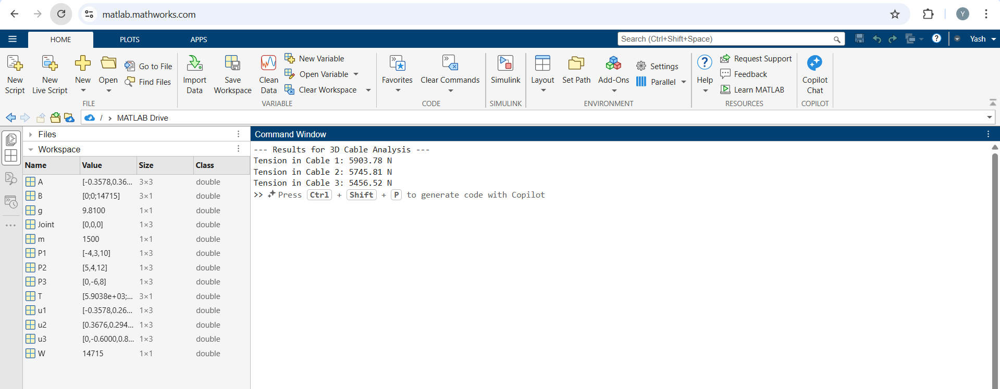 matlab.mathworks.com
Y
HOME PLOTS APPS
Search (Ctrl+Shift+Space)
? Yash
New Script
New Live Script
New
Open
Go to File
Find Files
FILE
Import Data
Save Workspace
Clean Data
New Variable
Open Variable
Clear Workspace
VARIABLE
Favorites
Clear Commands
CODE
Simulink
SIMULINK
Layout
Set Path
Add-Ons
Settings
Parallel
ENVIRONMENT
? Help
Request Support
Feedback
Learn MATLAB
RESOURCES
Copilot Chat
COPILOT
/ > MATLAB Drive
Files
Workspace
Name Value Size Class
A [-0.3578,0.36... 3×3 double
B [0;0;14715] 3×1 double
g 9.8100 1×1 double
Joint [0,0,0] 1×3 double
m 1500 1×1 double
P1 [-4,3,10] 1×3 double
P2 [5,4,12] 1×3 double
P3 [0,-6,8] 1×3 double
T [5.9038e+03;... 3×1 double
u1 [-0.3578,0.26... 1×3 double
u2 [0.3676,0.294... 1×3 double
u3 [0,-0.6000,0.8... 1×3 double
W 14715 1×1 double
Command Window
--- Results for 3D Cable Analysis ---
Tension in Cable 1: 5903.78 N
Tension in Cable 2: 5745.81 N
Tension in Cable 3: 5456.52 N
>> Press Ctrl + Shift + P to generate code with Copilot